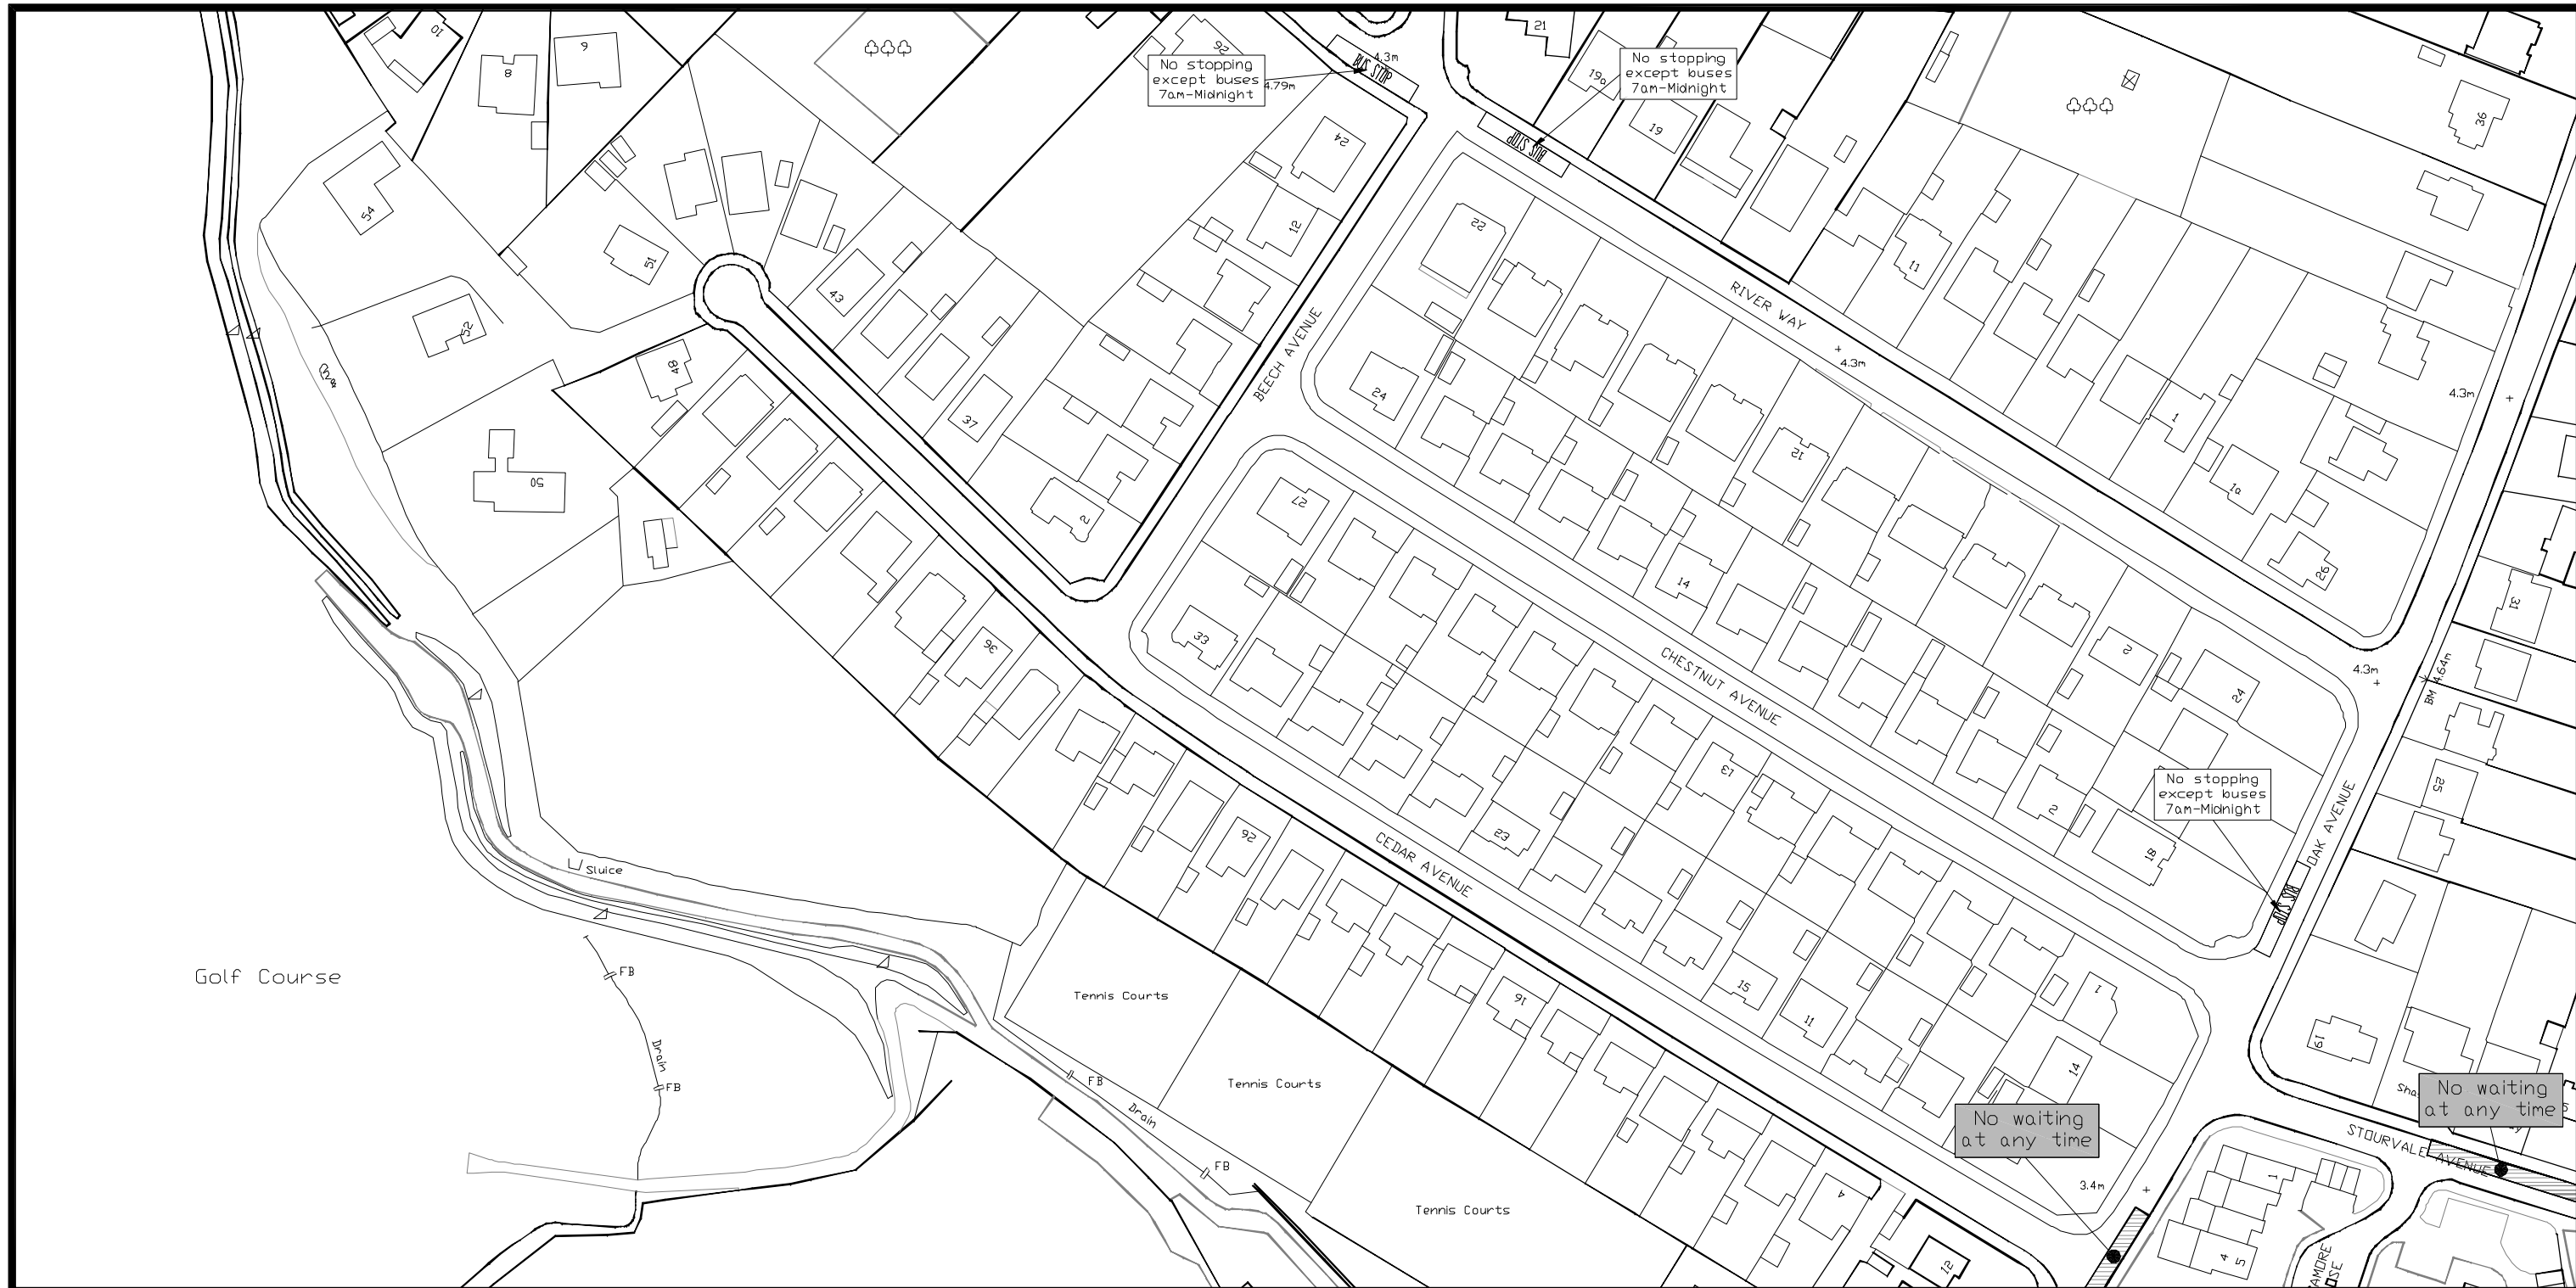 10
9
8
26
No stopping
except buses
7am-Midnight
4.3m
BUS STOP
4.79m
21
19a
No stopping
except buses
7am-Midnight
19
BUS STOP
36
54
24
12
22
51
43
11
RIVER WAY
52
BEECH AVENUE
4.3m
48
24
37
4.3m
1
12
50
27
1a
2
14
26
31
33
36
CHESTNUT AVENUE
2
4.3m
BM 4.64m
24
13
No stopping
except buses
7am-Midnight
25
2
26
23
18
OAK AVENUE
CEDAR AVENUE
Sluice
BUS STOP
Golf Course
FB
Tennis Courts
16
15
11
1
19
Drain
FB
FB
Tennis Courts
14
No waiting
at any time
Drain
No waiting
at any time
STOURVALE AVENUE
FB
4
3.4m
1
Tennis Courts
12
4
5